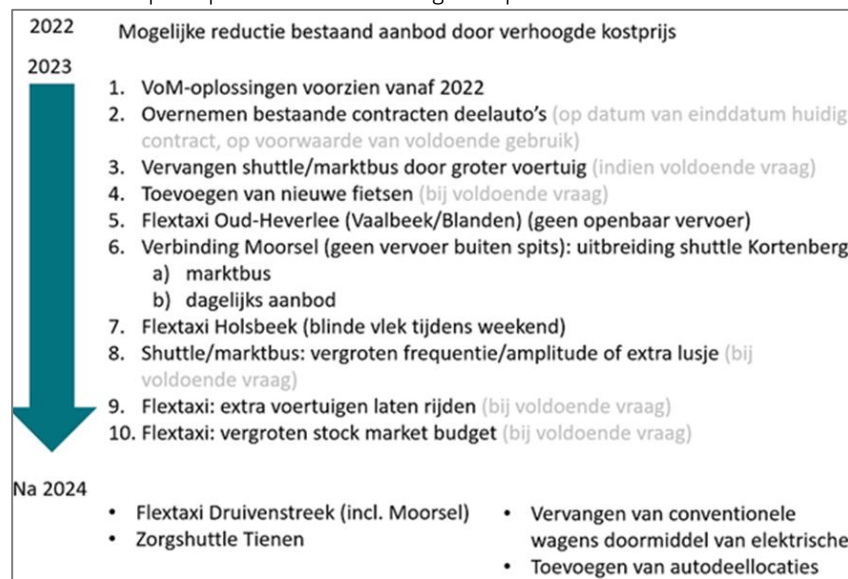 2022 Mogelijke reductie bestaand aanbod door verhoogde kostprijs
2023
1. VoM-oplossingen voorzien vanaf 2022
2. Overnemen bestaande contracten deelauto's (op datum van einddatum huidig
contract, op voorwaarde van voldoende gebruik)
3. Vervangen shuttle/marktbus door groter voertuig (indien voldoende vraag)
4. Toevoegen van nieuwe fietsen (bij voldoende vraag)
5. Flextaxi Oud-Heverlee (Vaalbeek/Blanden) (geen openbaar vervoer)
6. Verbinding Moorsel (geen vervoer buiten spits): uitbreiding shuttle Kortenberg
a) marktbus
b) dagelijks aanbod
7. Flextaxi Holsbeek (blinde vlek tijdens weekend)
8. Shuttle/marktbus: vergroten frequentie/amplitude of extra lusje (bij
voldoende vraag)
9. Flextaxi: extra voertuigen laten rijden (bij voldoende vraag)
10. Flextaxi: vergroten stock market budget (bij voldoende vraag)
Na 2024
• Flextaxi Druivenstreek (incl. Moorsel)
• Zorgshuttle Tienen
• Vervangen van conventionele
wagens doormiddel van elektrische
• Toevoegen van autodeellocaties